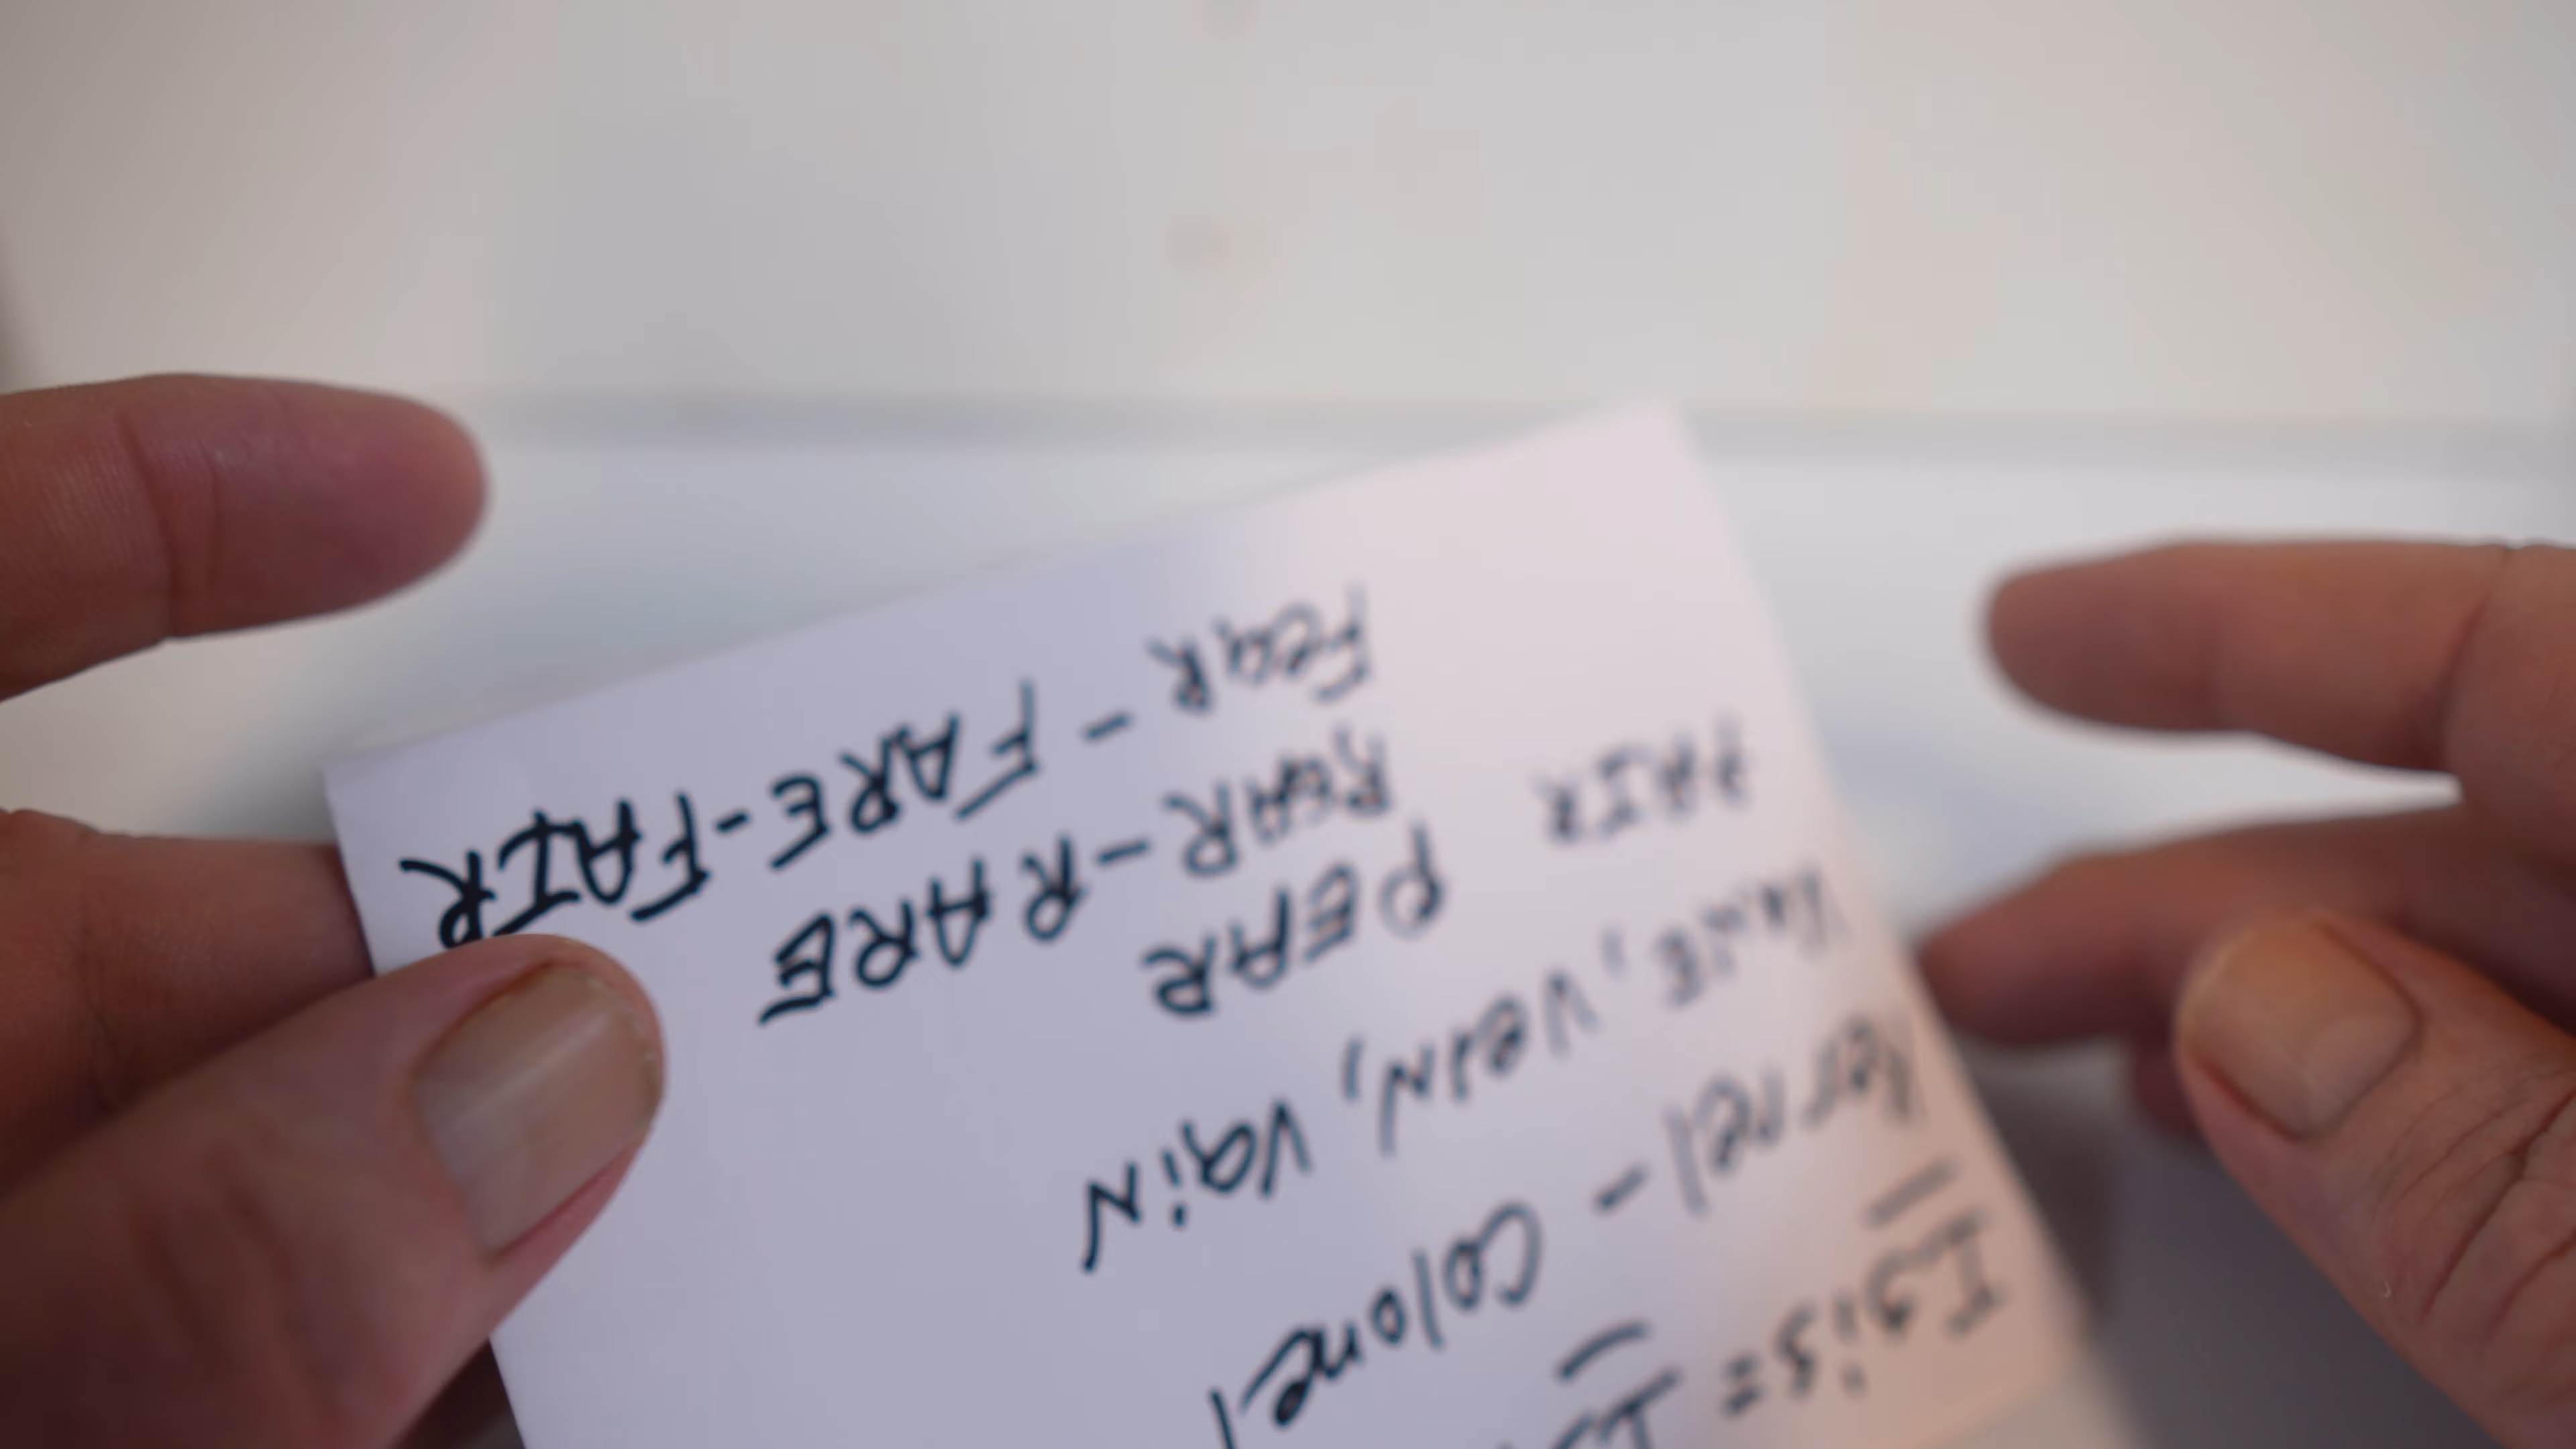 Kernel - Colonel
VaNE, VeiN, VaiN
PAIR PEAR
ReAR-RARE
FeaR - FARE-FAIR